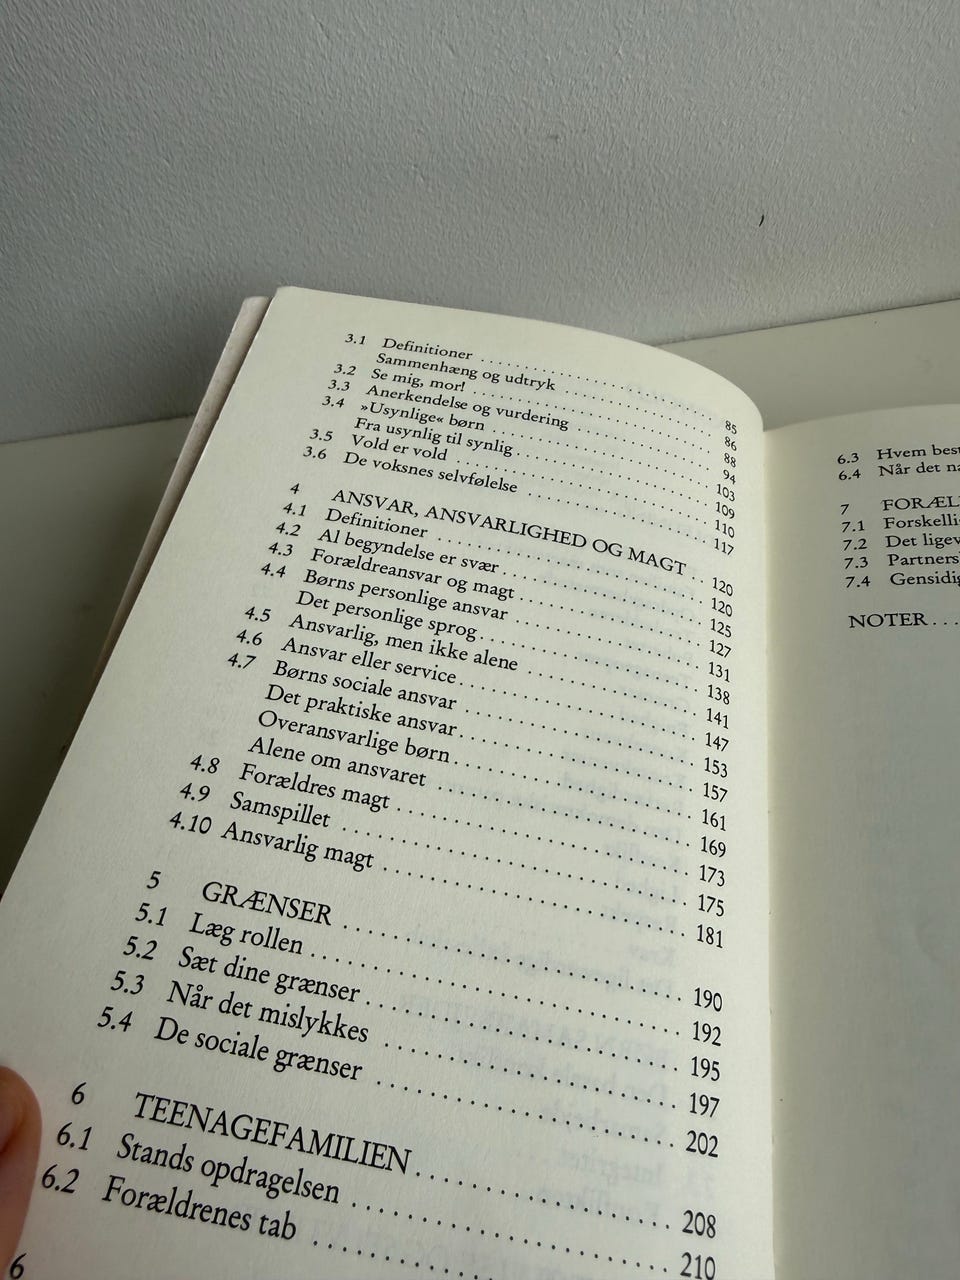 3.1 Definitioner . . . . . . . . . . 85
Sammenhæng og udtryk . . . . . . . . . . 86
3.2 Se mig, mor! . . . . . . . . . . 88
3.3 Anerkendelse og vurdering . . . . . . . . . . 94
3.4 »Usynlige« børn . . . . . . . . . . 103
Fra usynlig til synlig . . . . . . . . . . 109
3.5 Vold er vold . . . . . . . . . . 110
3.6 De voksnes selvfølelse . . . . . . . . . . 117
4 ANSVAR, ANSVARLIGHED OG MAGT . . 120
4.1 Definitioner . . . . . . . . . . 120
4.2 Al begyndelse er svær . . . . . . . . . . 125
4.3 Forældreansvar og magt . . . . . . . . . . 127
4.4 Børns personlige ansvar . . . . . . . . . . 131
Det personlige sprog . . . . . . . . . . 138
4.5 Ansvarlig, men ikke alene . . . . . . . . . . 141
4.6 Ansvar eller service . . . . . . . . . . 147
4.7 Børns sociale ansvar . . . . . . . . . . 153
Det praktiske ansvar . . . . . . . . . . 157
Overansvarlige børn . . . . . . . . . . 161
Alene om ansvaret . . . . . . . . . . 169
4.8 Forældres magt . . . . . . . . . . 173
4.9 Samspillet . . . . . . . . . . 175
4.10 Ansvarlig magt . . . . . . . . . . 181
5 GRÆNSER . . . . . . . . . . 190
5.1 Læg rollen . . . . . . . . . . 192
5.2 Sæt dine grænser . . . . . . . . . . 195
5.3 Når det mislykkes . . . . . . . . . . 197
5.4 De sociale grænser . . . . . . . . . . 202
6 TEENAGEFAMILIEN . . . . . . . . . . 208
6.1 Stands opdragelsen . . . . . . . . . . 210
6.2 Forældrenes tab . . . . . . . . . .
6
6.3 Hvem
6.4 Når det
7
7.1
7.2 Det
7.3
7.4
NOTER . . .